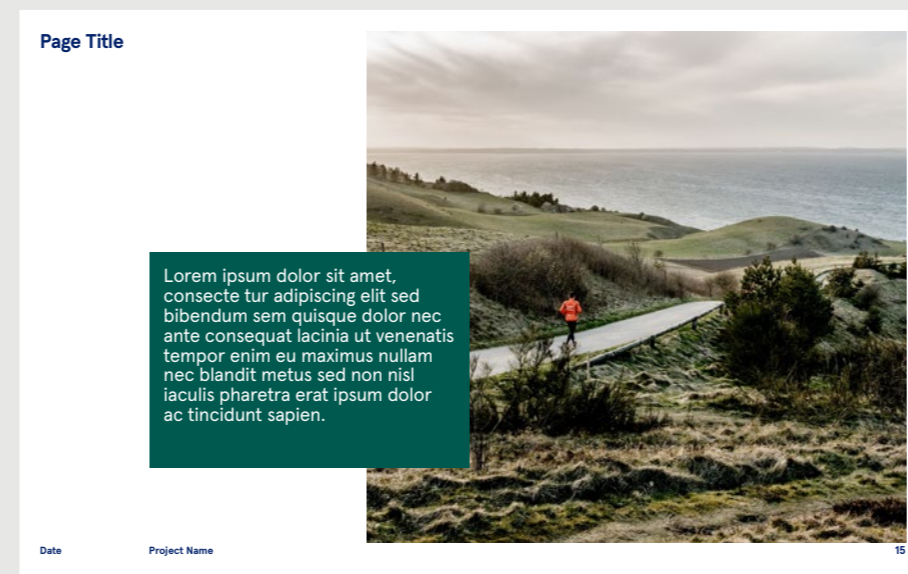 Page Title
Lorem ipsum dolor sit amet,
consecte tur adipiscing elit sed
bibendum sem quisque dolor nec
ante consequat lacinia ut venenatis
tempor enim eu maximus nullam
nec blandit metus sed non nisl
iaculis pharetra erat ipsum dolor
ac tincidunt sapien.
Date
Project Name
15